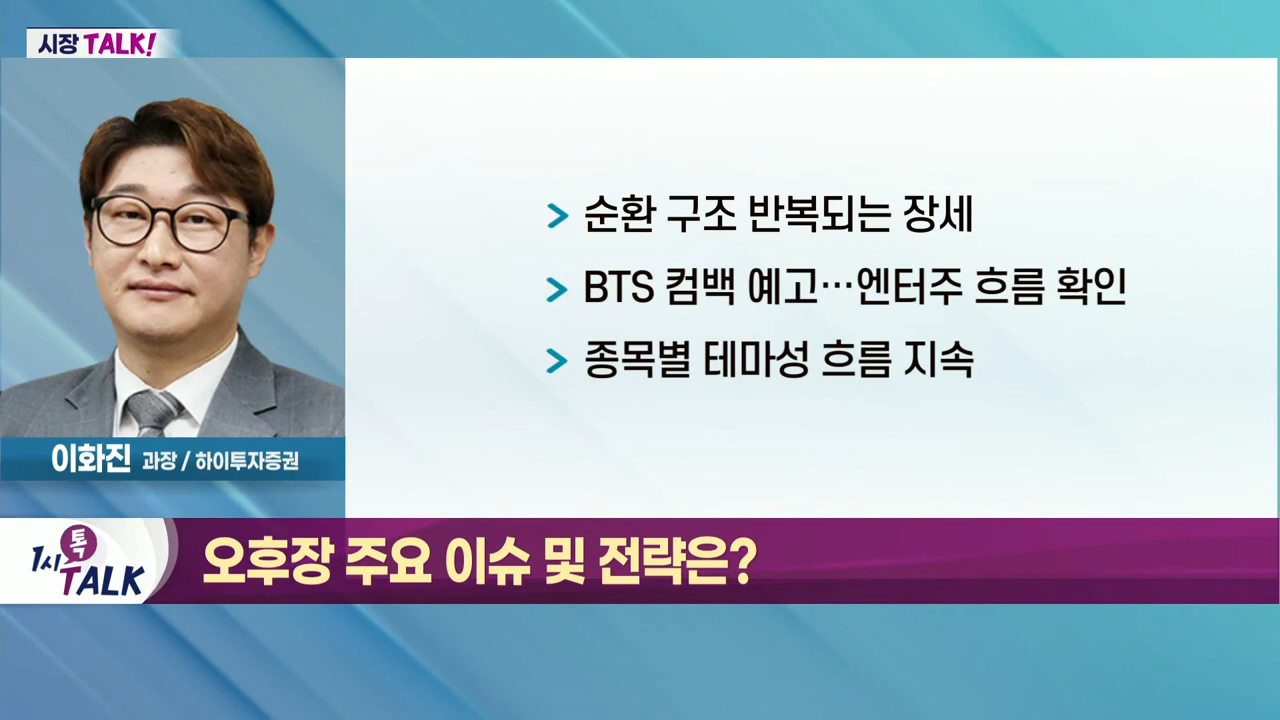 시장 TALK!
> 순환 구조 반복되는 장세
> BTS 컴백 예고…엔터주 흐름 확인
> 종목별 테마성 흐름 지속
이화진 과장 / 하이투자증권
1시 톡 TALK
오후장 주요 이슈 및 전략은?